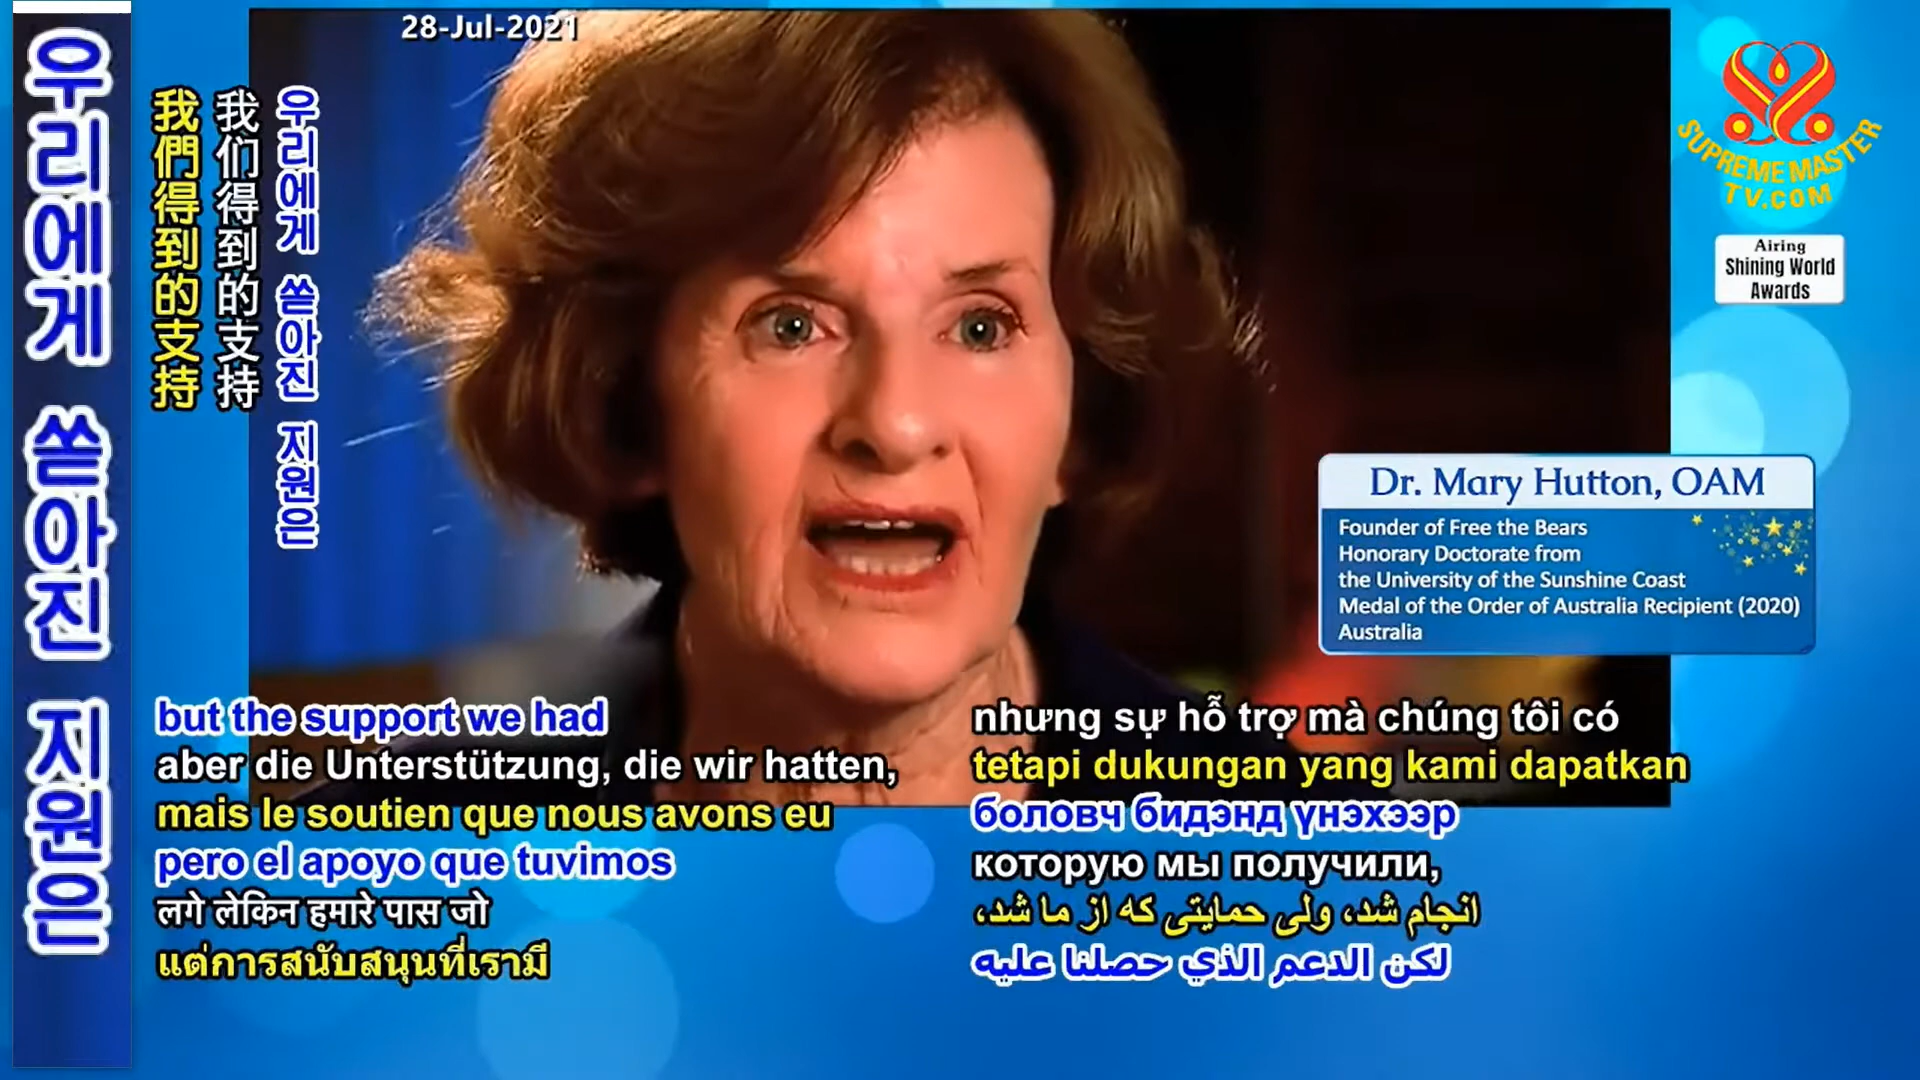 우리에게 쏟아진 지원은
28-Jul-2021
我們得到的支持
我们得到的支持
우리에게 쏟아진 지원은
SUPREME MASTER
TV.COM
Airing
Shining World
Awards
Dr. Mary Hutton, OAM
Founder of Free the Bears
Honorary Doctorate from
the University of the Sunshine Coast
Medal of the Order of Australia Recipient (2020)
Australia
but the support we had
aber die Unterstützung, die wir hatten,
mais le soutien que nous avons eu
pero el apoyo que tuvimos
लगे लेकिन हमारे पास जो
แต่การสนับสนุนที่เรามี
nhưng sự hỗ trợ mà chúng tôi có
tetapi dukungan yang kami dapatkan
боловч бидэнд үнэхээр
которую мы получили,
انجام شد، ولی حمایتی که از ما شد،
لكن الدعم الذي حصلنا عليه